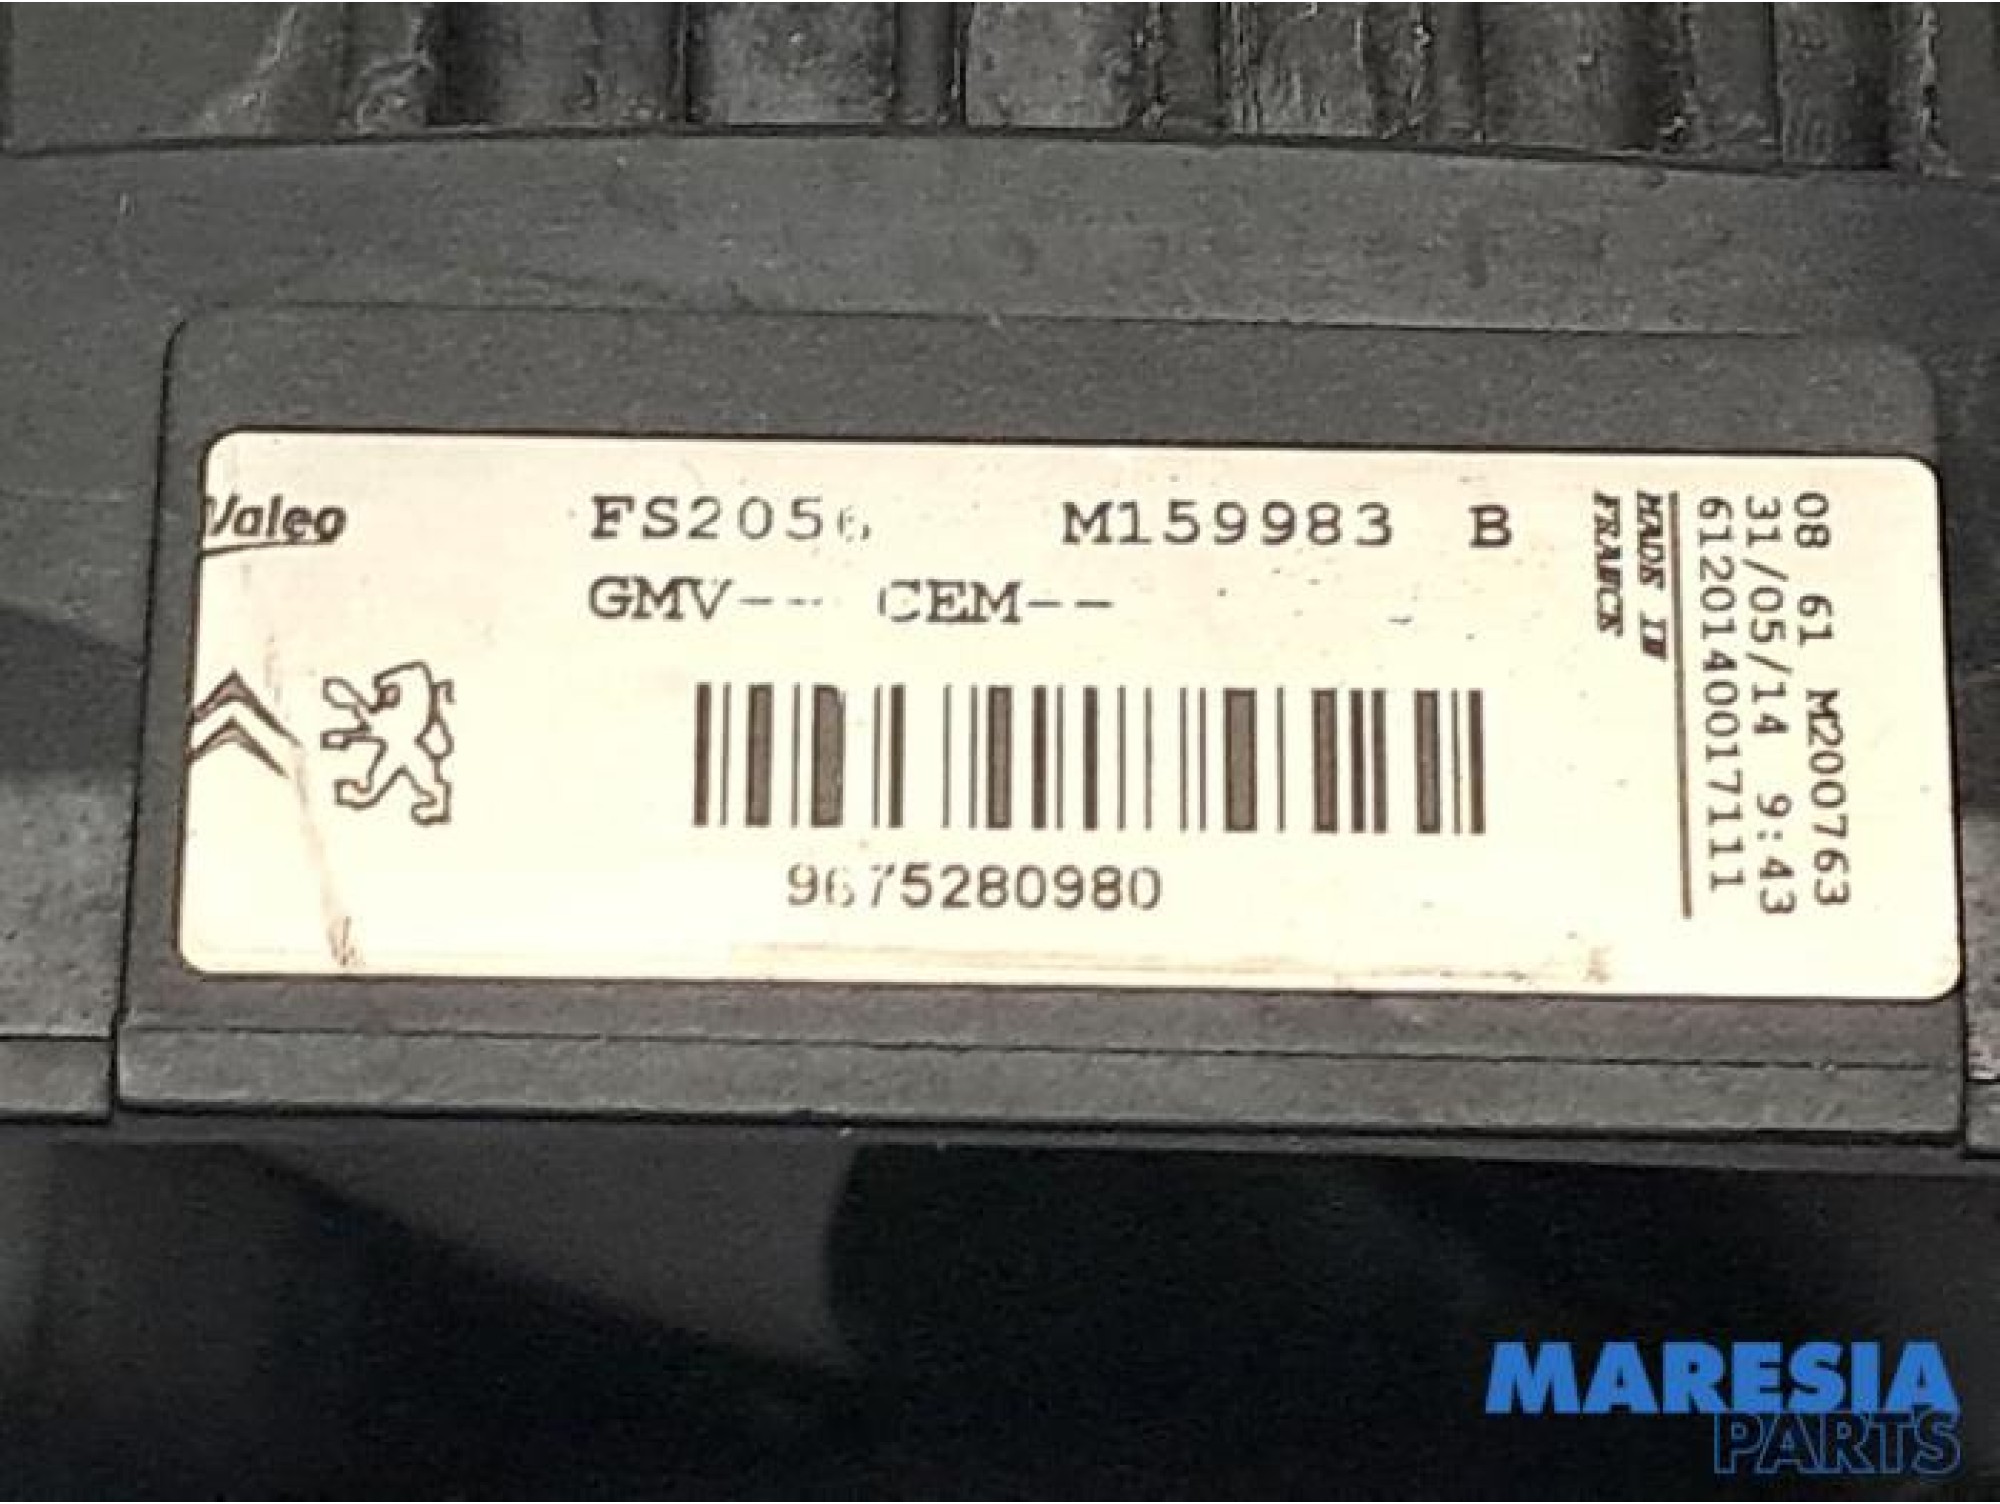 Valeo
FS2056 M159983 B
GMV-- CEM--
9675280980
MADE IN
FRANCE
08 61 M200763
31/05/14 9:43
61201400171111
MARESIA
PARTS